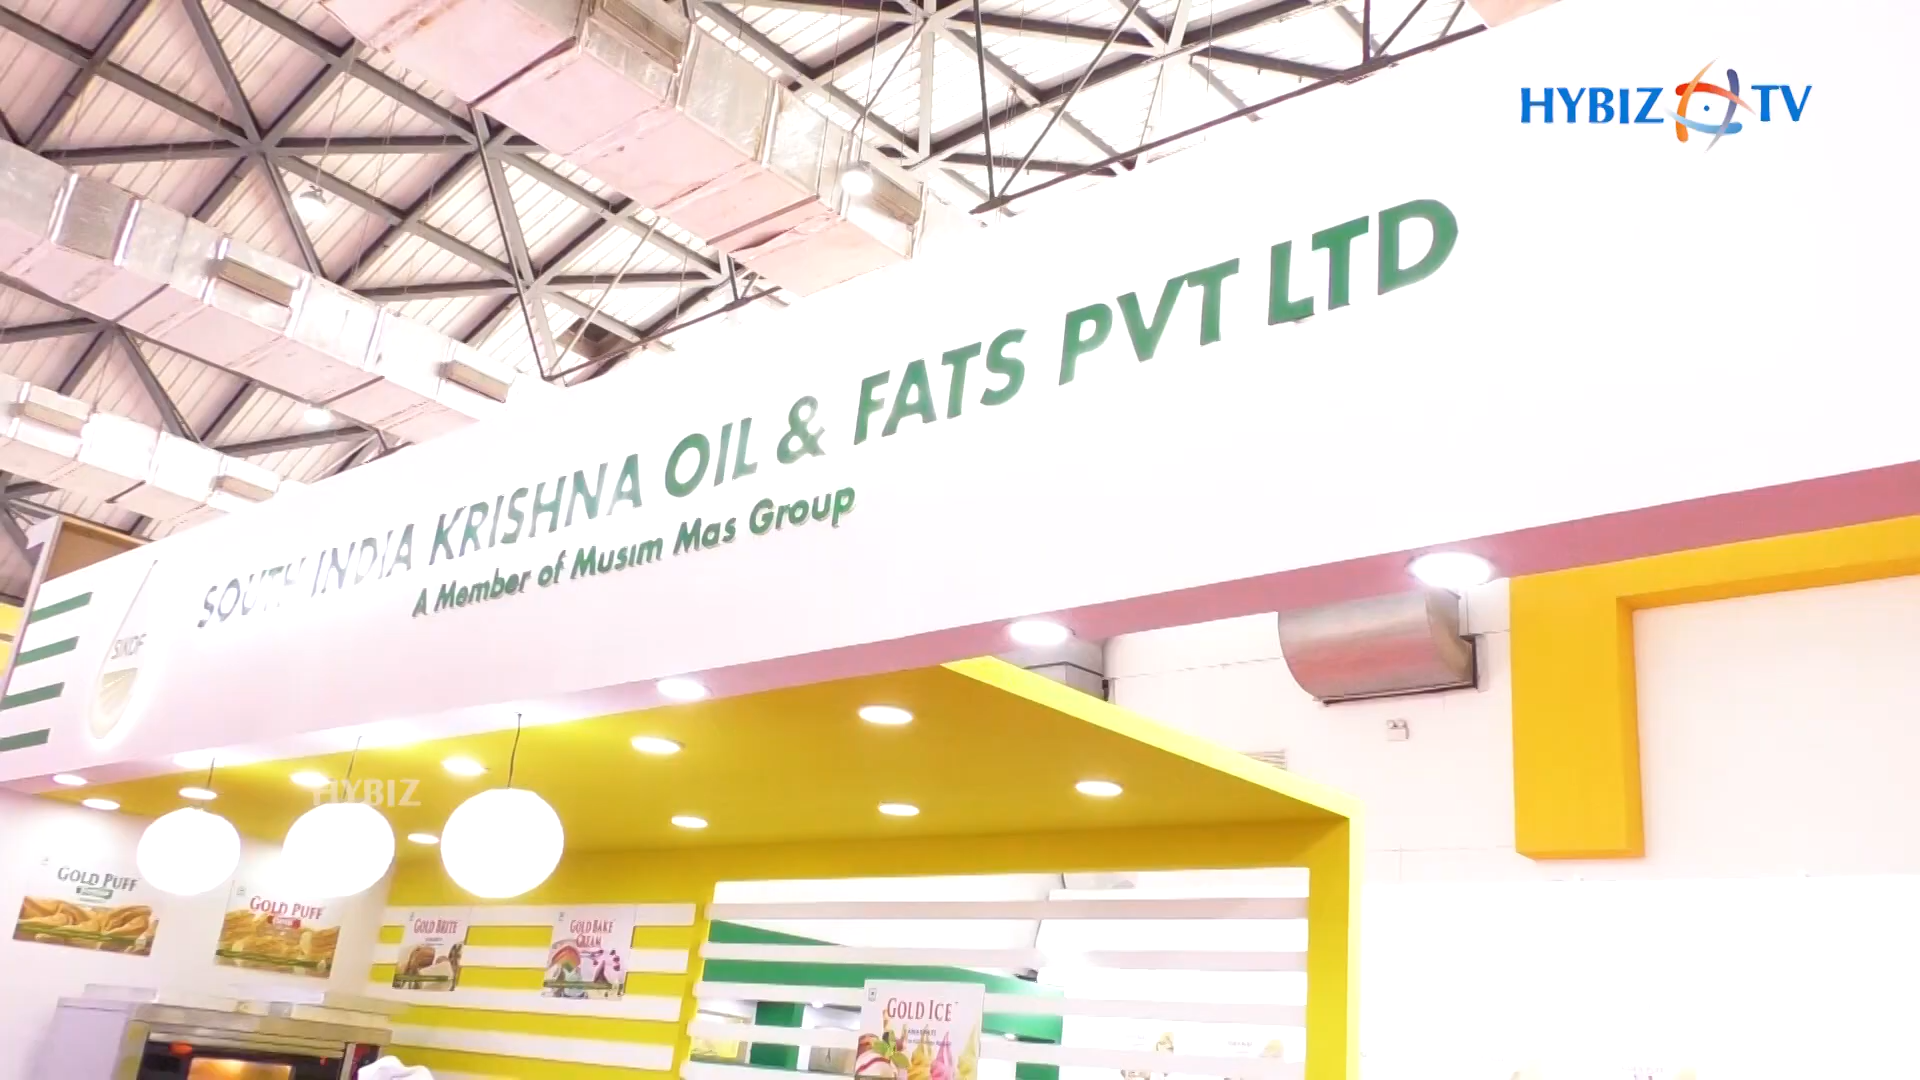 HYBIZ TV
SOUTH INDIA KRISHNA OIL & FATS PVT LTD
A Member of Musim Mas Group
SIKOF
HYBIZ
GOLD PUFF
GOLD PUFF
GOLD BRITE
GOLD BAKE
CREAM
GOLD ICE